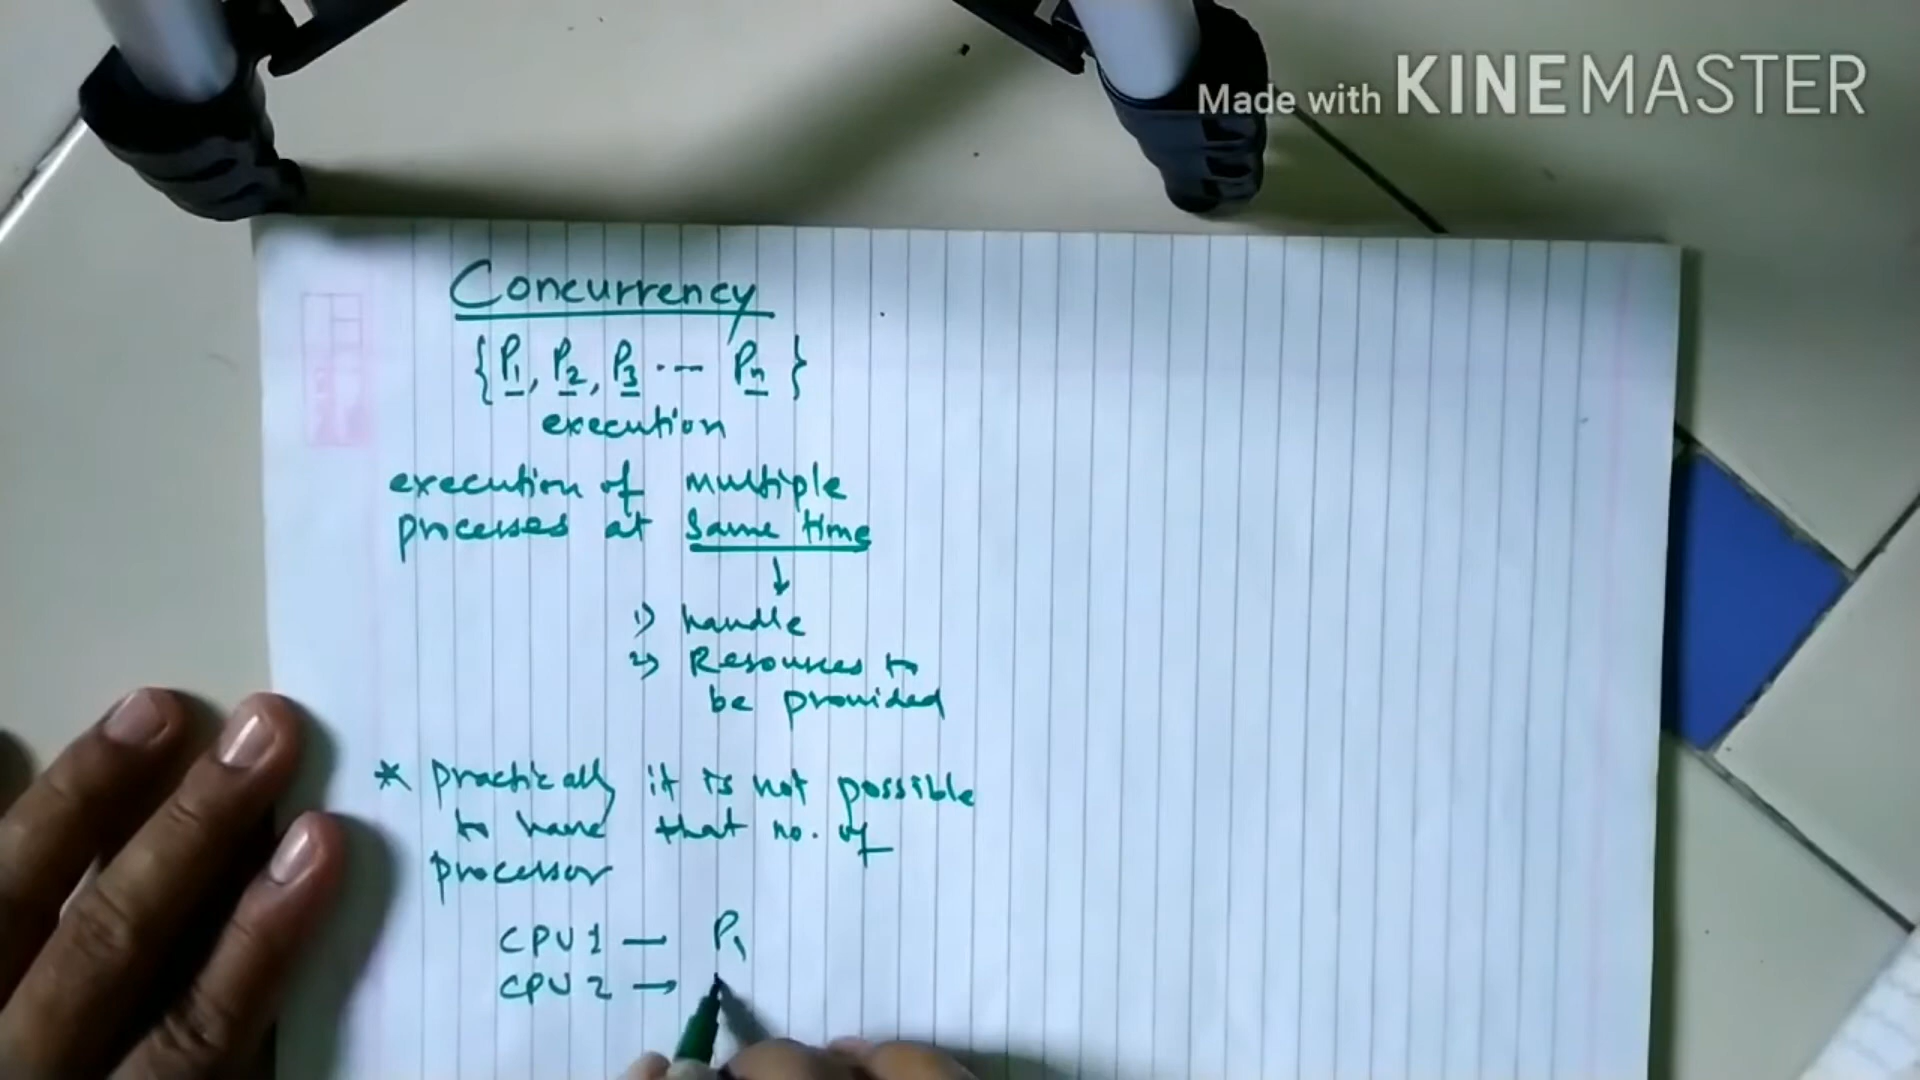 Made with KINEMASTER
Concurrency
{P1, P2, P3 ... Pn}
execution
execution of multiple
processes at same time
↓
1) handle
2) Resources to
be provided
* practically it is not possible
to have that no. of
processor
CPU 1 — P1
CPU 2 →